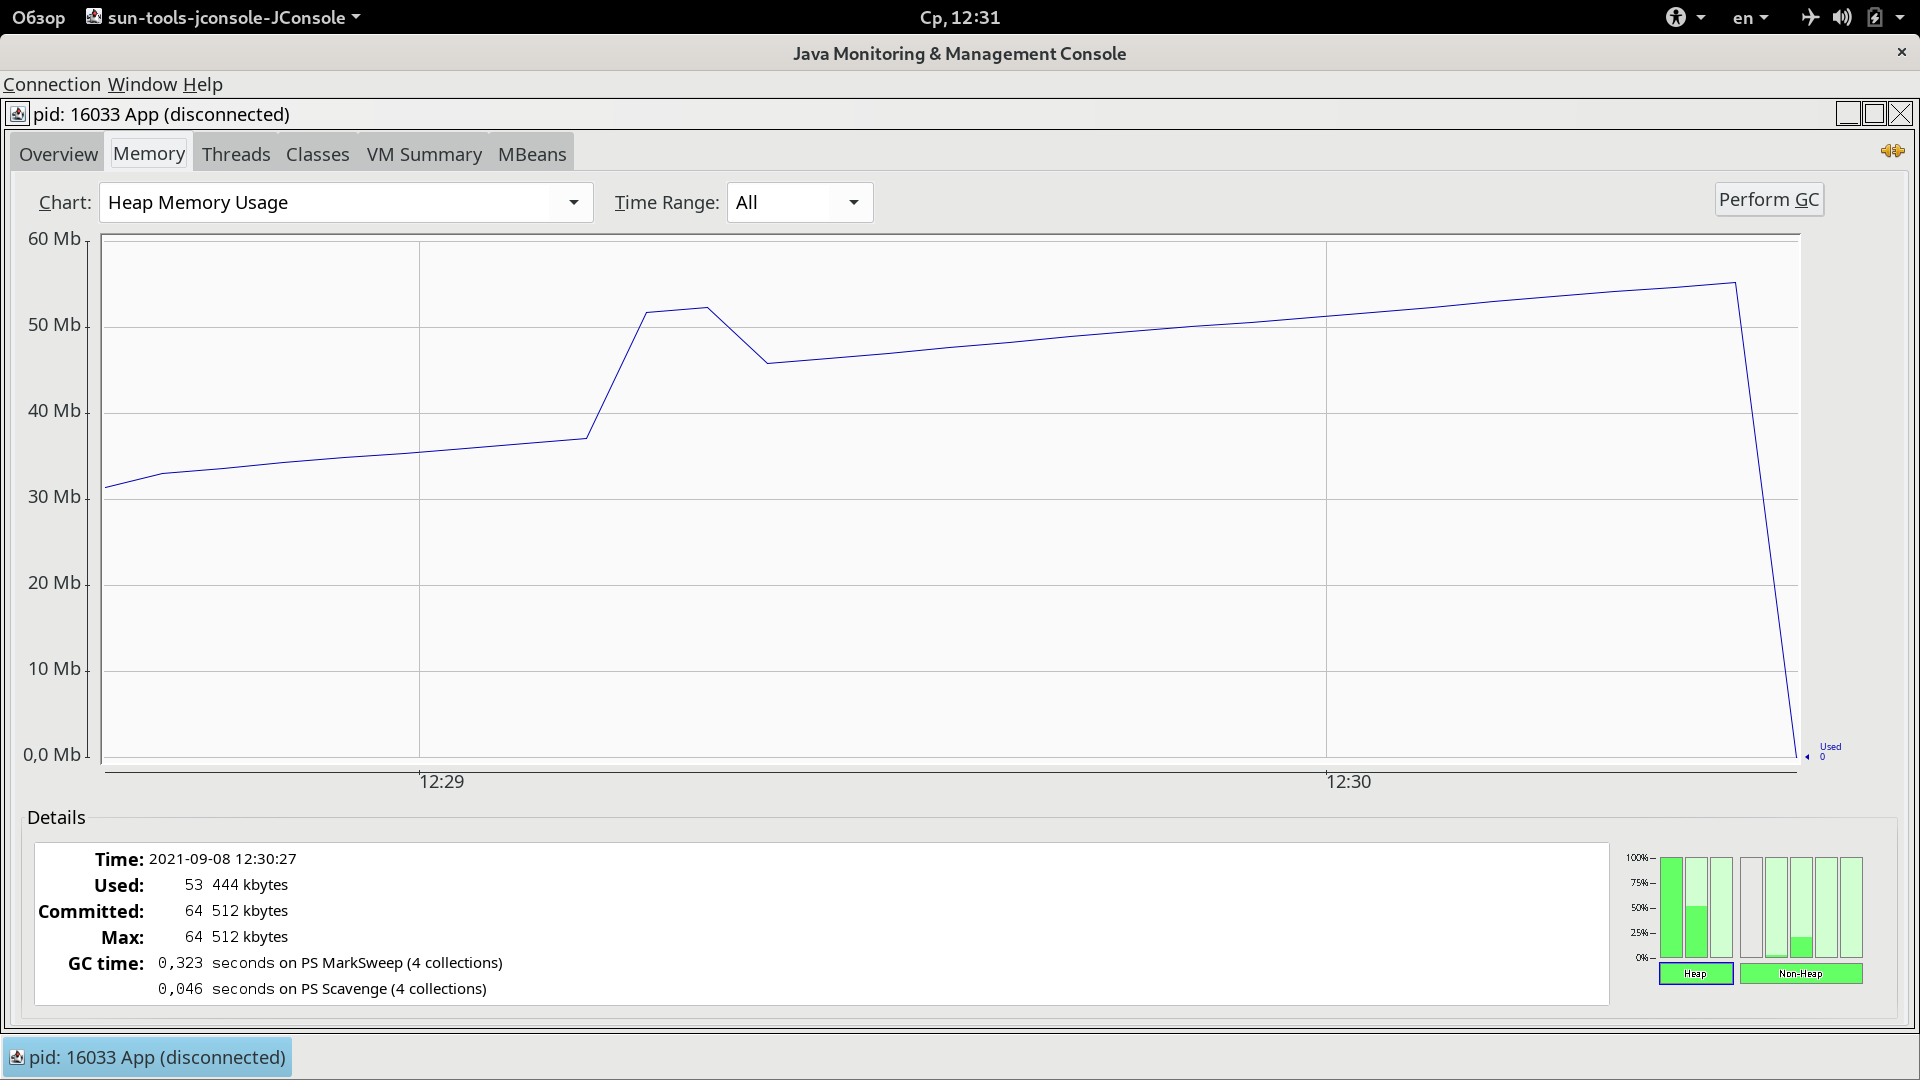 Обзор sun-tools-jconsole-JConsole Ср, 12:31 en
Java Monitoring & Management Console ×
Connection Window Help
pid: 16033 App (disconnected)
Overview Memory Threads Classes VM Summary MBeans
Chart: Heap Memory Usage Time Range: All Perform GC
60 Mb
50 Mb
40 Mb
30 Mb
20 Mb
10 Mb
0,0 Mb
Used
0
12:29 12:30
Details
Time: 2021-09-08 12:30:27
Used: 53 444 kbytes
Committed: 64 512 kbytes
Max: 64 512 kbytes
GC time: 0,323 seconds on PS MarkSweep (4 collections)
0,046 seconds on PS Scavenge (4 collections)
100%
75%
50%
25%
0%
Heap Non-Heap
pid: 16033 App (disconnected)